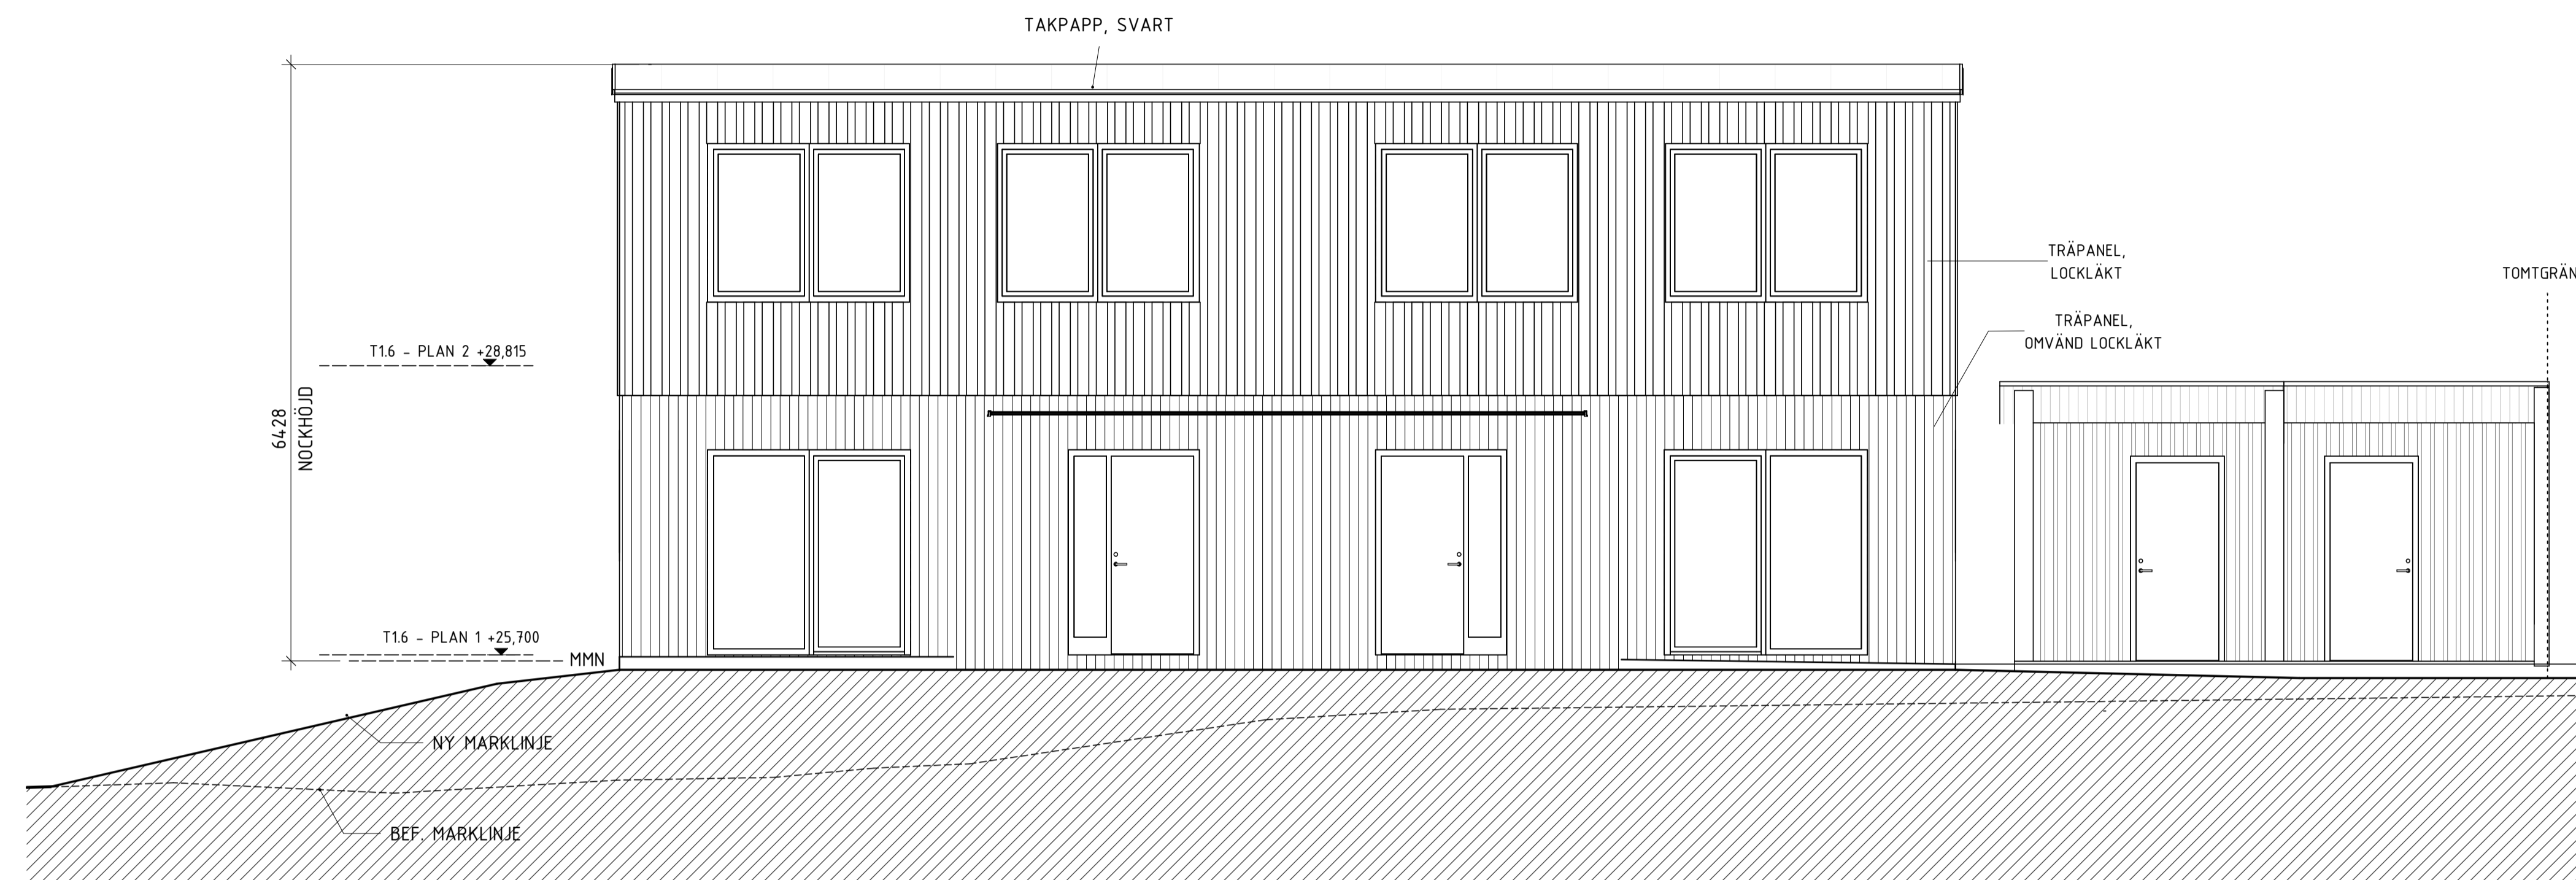 TAKPAPP, SVART
TRÄPANEL,
LOCKLÄKT
TOMTGRÄN
TRÄPANEL,
OMVÄND LOCKLÄKT
T1.6 - PLAN 2 +28,815
6428
NOCKHÖJD
T1.6 - PLAN 1 +25,700
MMN
NY MARKLINJE
BEF. MARKLINJE